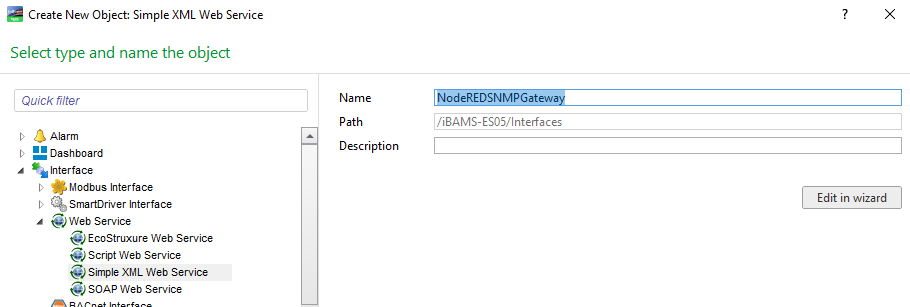 Create New Object: Simple XML Web Service
?
Select type and name the object
Quick filter
Alarm
Dashboard
Interface
Modbus Interface
SmartDriver Interface
Web Service
EcoStruxure Web Service
Script Web Service
Simple XML Web Service
SOAP Web Service
BACnet Interface
Name NodeREDSNMPGateway
Path /iBAMS-ES05/Interfaces
Description
Edit in wizard